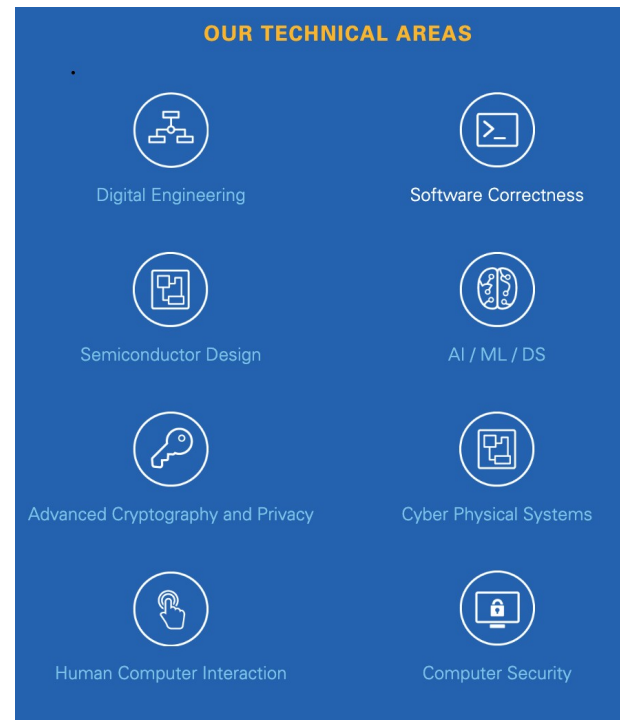 OUR TECHNICAL AREAS
Digital Engineering
Software Correctness
Semiconductor Design
AI / ML / DS
Advanced Cryptography and Privacy
Cyber Physical Systems
Human Computer Interaction
Computer Security